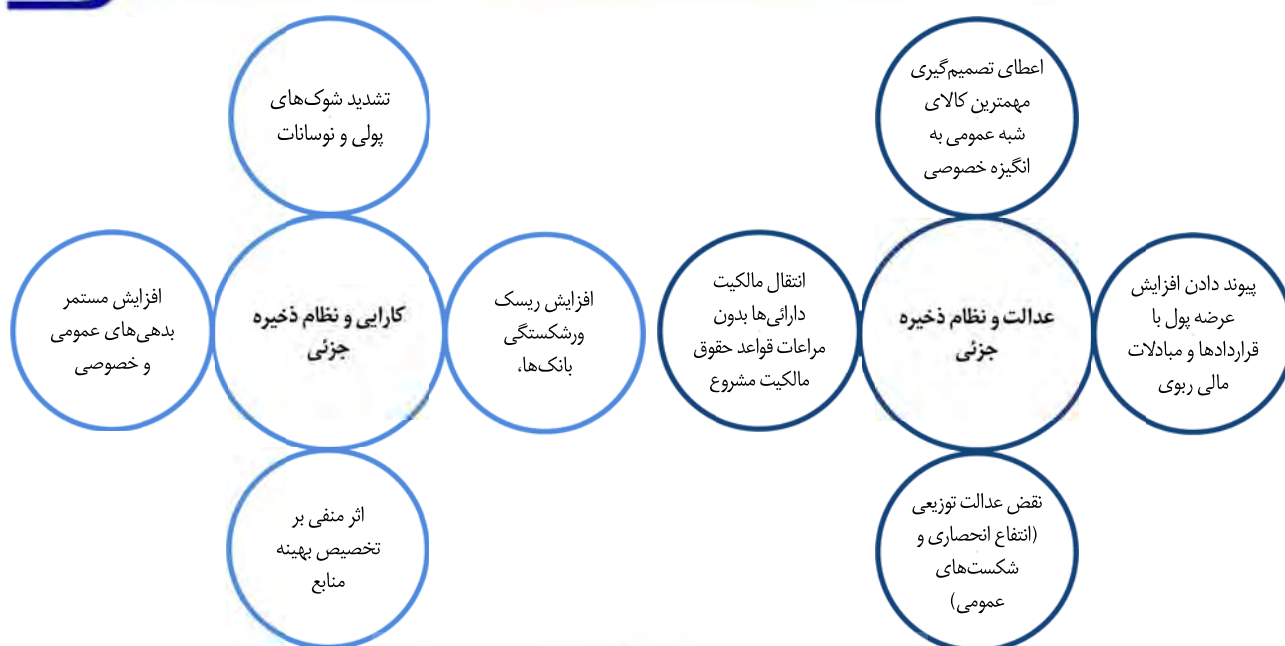 اعطای تصمیم‌گیری
مهمترین کالای
شبه عمومی به
انگیزه خصوصی
پیوند دادن افزایش
عرضه پول با
قراردادها و مبادلات
مالی ربوی
عدالت و نظام ذخیره
جزئی
انتقال مالکیت
دارائی‌ها بدون
مراعات قواعد حقوق
مالکیت مشروع
نقض عدالت توزیعی
(انتفاع انحصاری و
شکست‌های
عمومی)
تشدید شوک‌های
پولی و نوسانات
افزایش ریسک
ورشکستگی
بانک‌ها،
کارایی و نظام ذخیره
جزئی
افزایش مستمر
بدهی‌های عمومی
و خصوصی
اثر منفی بر
تخصیص بهینه
منابع